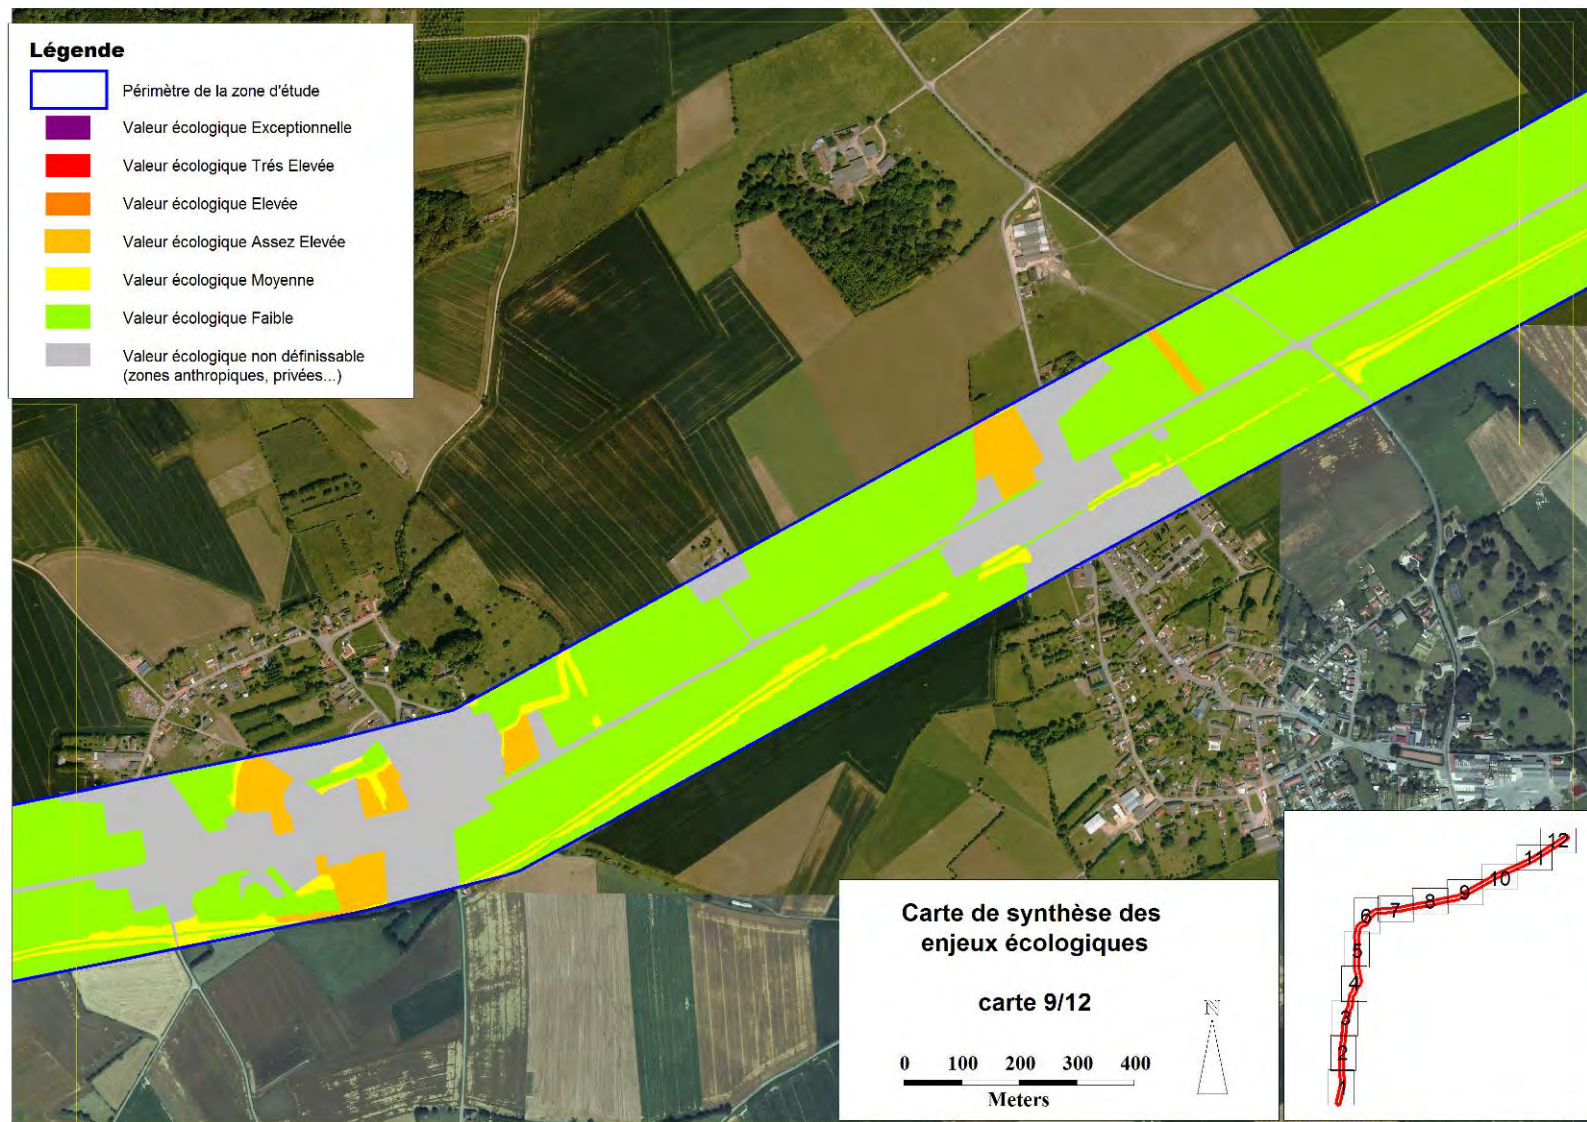 Légende
Périmètre de la zone d'étude
Valeur écologique Exceptionnelle
Valeur écologique Trés Elevée
Valeur écologique Elevée
Valeur écologique Assez Elevée
Valeur écologique Moyenne
Valeur écologique Faible
Valeur écologique non définissable
(zones anthropiques, privées...)
Carte de synthèse des
enjeux écologiques
carte 9/12
N
0 100 200 300 400
Meters
12
11
10
9
8
7
6
5
4
3
2
1